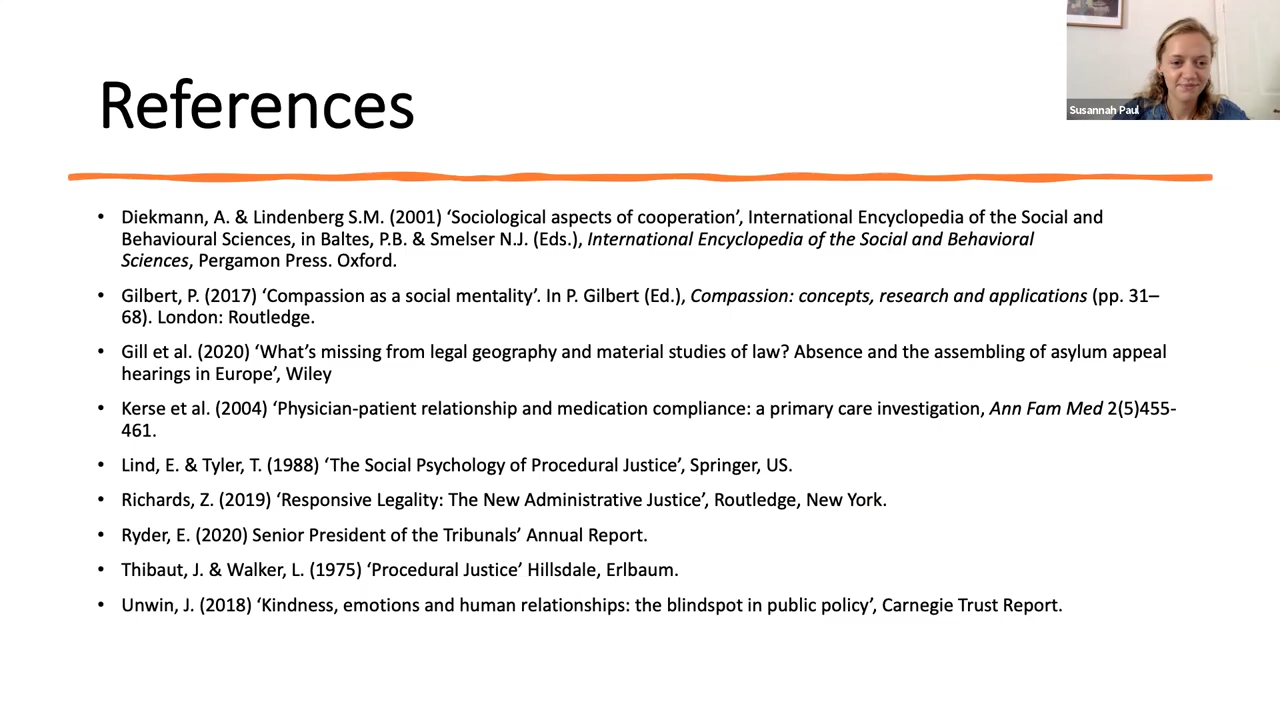 References
Susannah Paul
• Diekmann, A. & Lindenberg S.M. (2001) ‘Sociological aspects of cooperation’, International Encyclopedia of the Social and
Behavioural Sciences, in Baltes, P.B. & Smelser N.J. (Eds.), International Encyclopedia of the Social and Behavioral
Sciences, Pergamon Press. Oxford.
• Gilbert, P. (2017) ‘Compassion as a social mentality’. In P. Gilbert (Ed.), Compassion: concepts, research and applications (pp. 31–
68). London: Routledge.
• Gill et al. (2020) ‘What’s missing from legal geography and material studies of law? Absence and the assembling of asylum appeal
hearings in Europe’, Wiley
• Kerse et al. (2004) ‘Physician-patient relationship and medication compliance: a primary care investigation, Ann Fam Med 2(5)455-
461.
• Lind, E. & Tyler, T. (1988) ‘The Social Psychology of Procedural Justice’, Springer, US.
• Richards, Z. (2019) ‘Responsive Legality: The New Administrative Justice’, Routledge, New York.
• Ryder, E. (2020) Senior President of the Tribunals’ Annual Report.
• Thibaut, J. & Walker, L. (1975) ‘Procedural Justice’ Hillsdale, Erlbaum.
• Unwin, J. (2018) ‘Kindness, emotions and human relationships: the blindspot in public policy’, Carnegie Trust Report.